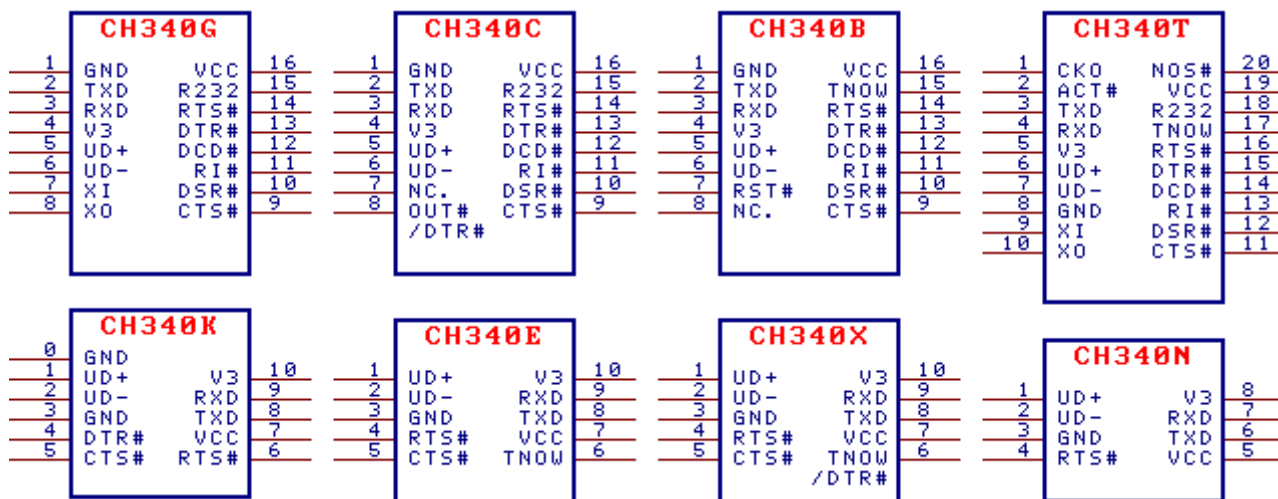 CH340G
1 GND VCC 16
2 TXD R232 15
3 RXD RTS# 14
4 V3 DTR# 13
5 UD+ DCD# 12
6 UD- RI# 11
7 XI DSR# 10
8 XO CTS# 9
CH340C
1 GND VCC 16
2 TXD R232 15
3 RXD RTS# 14
4 V3 DTR# 13
5 UD+ DCD# 12
6 UD- RI# 11
7 NC. DSR# 10
8 OUT# CTS# 9
/DTR#
CH340B
1 GND VCC 16
2 TXD TNOW 15
3 RXD RTS# 14
4 V3 DTR# 13
5 UD+ DCD# 12
6 UD- RI# 11
7 RST# DSR# 10
8 NC. CTS# 9
CH340T
1 CKO NOS# 20
2 ACT# VCC 19
3 TXD R232 18
4 RXD TNOW 17
5 V3 RTS# 16
6 UD+ DTR# 15
7 UD- DCD# 14
8 GND RI# 13
9 XI DSR# 12
10 XO CTS# 11
CH340K
0 GND
1 UD+ V3 10
2 UD- RXD 9
3 GND TXD 8
4 DTR# VCC 7
5 CTS# RTS# 6
CH340E
1 UD+ V3 10
2 UD- RXD 9
3 GND TXD 8
4 RTS# VCC 7
5 CTS# TNOW 6
CH340X
1 UD+ V3 10
2 UD- RXD 9
3 GND TXD 8
4 RTS# VCC 7
5 CTS# TNOW 6
/DTR#
CH340N
1 UD+ V3 8
2 UD- RXD 7
3 GND TXD 6
4 RTS# VCC 5